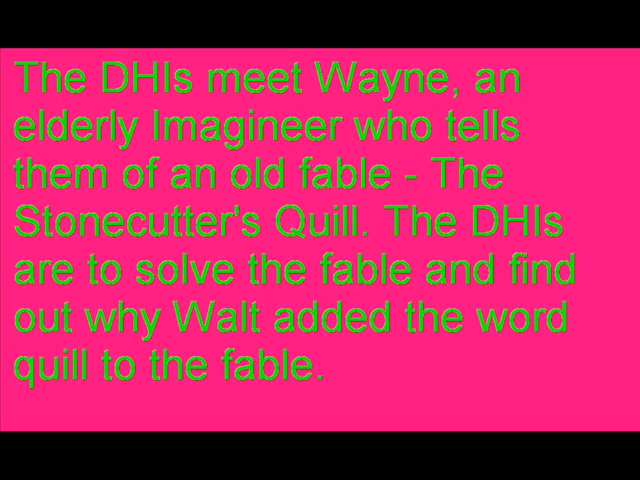 The DHIs meet Wayne, an
elderly Imagineer who tells
them of an old fable - The
Stonecutter's Quill. The DHIs
are to solve the fable and find
out why Walt added the word
quill to the fable.